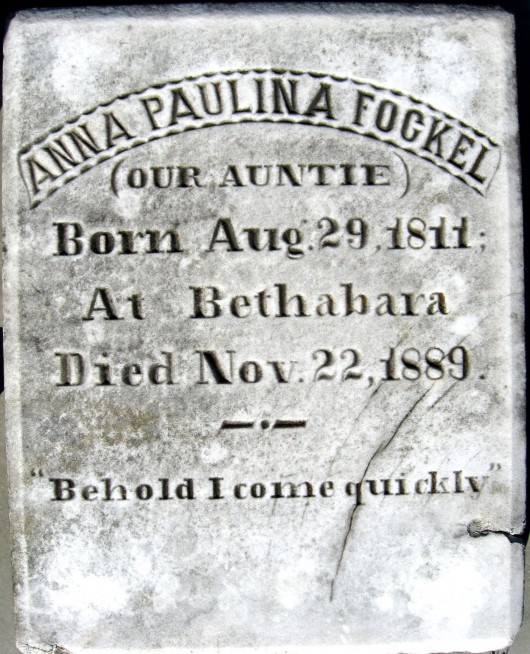 ANNA PAULINA FOCKEL
(OUR AUNTIE)
Born Aug. 29, 1811;
At Bethabara
Died Nov. 22, 1889.
"Behold I come quickly"